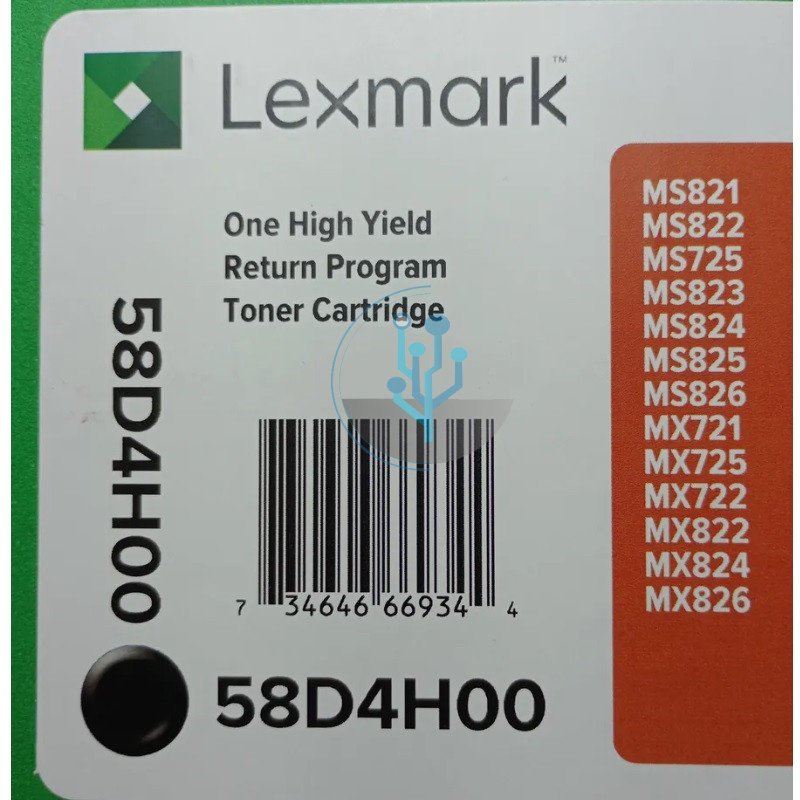 Lexmark™
One High Yield
Return Program
Toner Cartridge
58D4H00
7 34646 66934 4
58D4H00
MS821
MS822
MS725
MS823
MS824
MS825
MS826
MX721
MX725
MX722
MX822
MX824
MX826